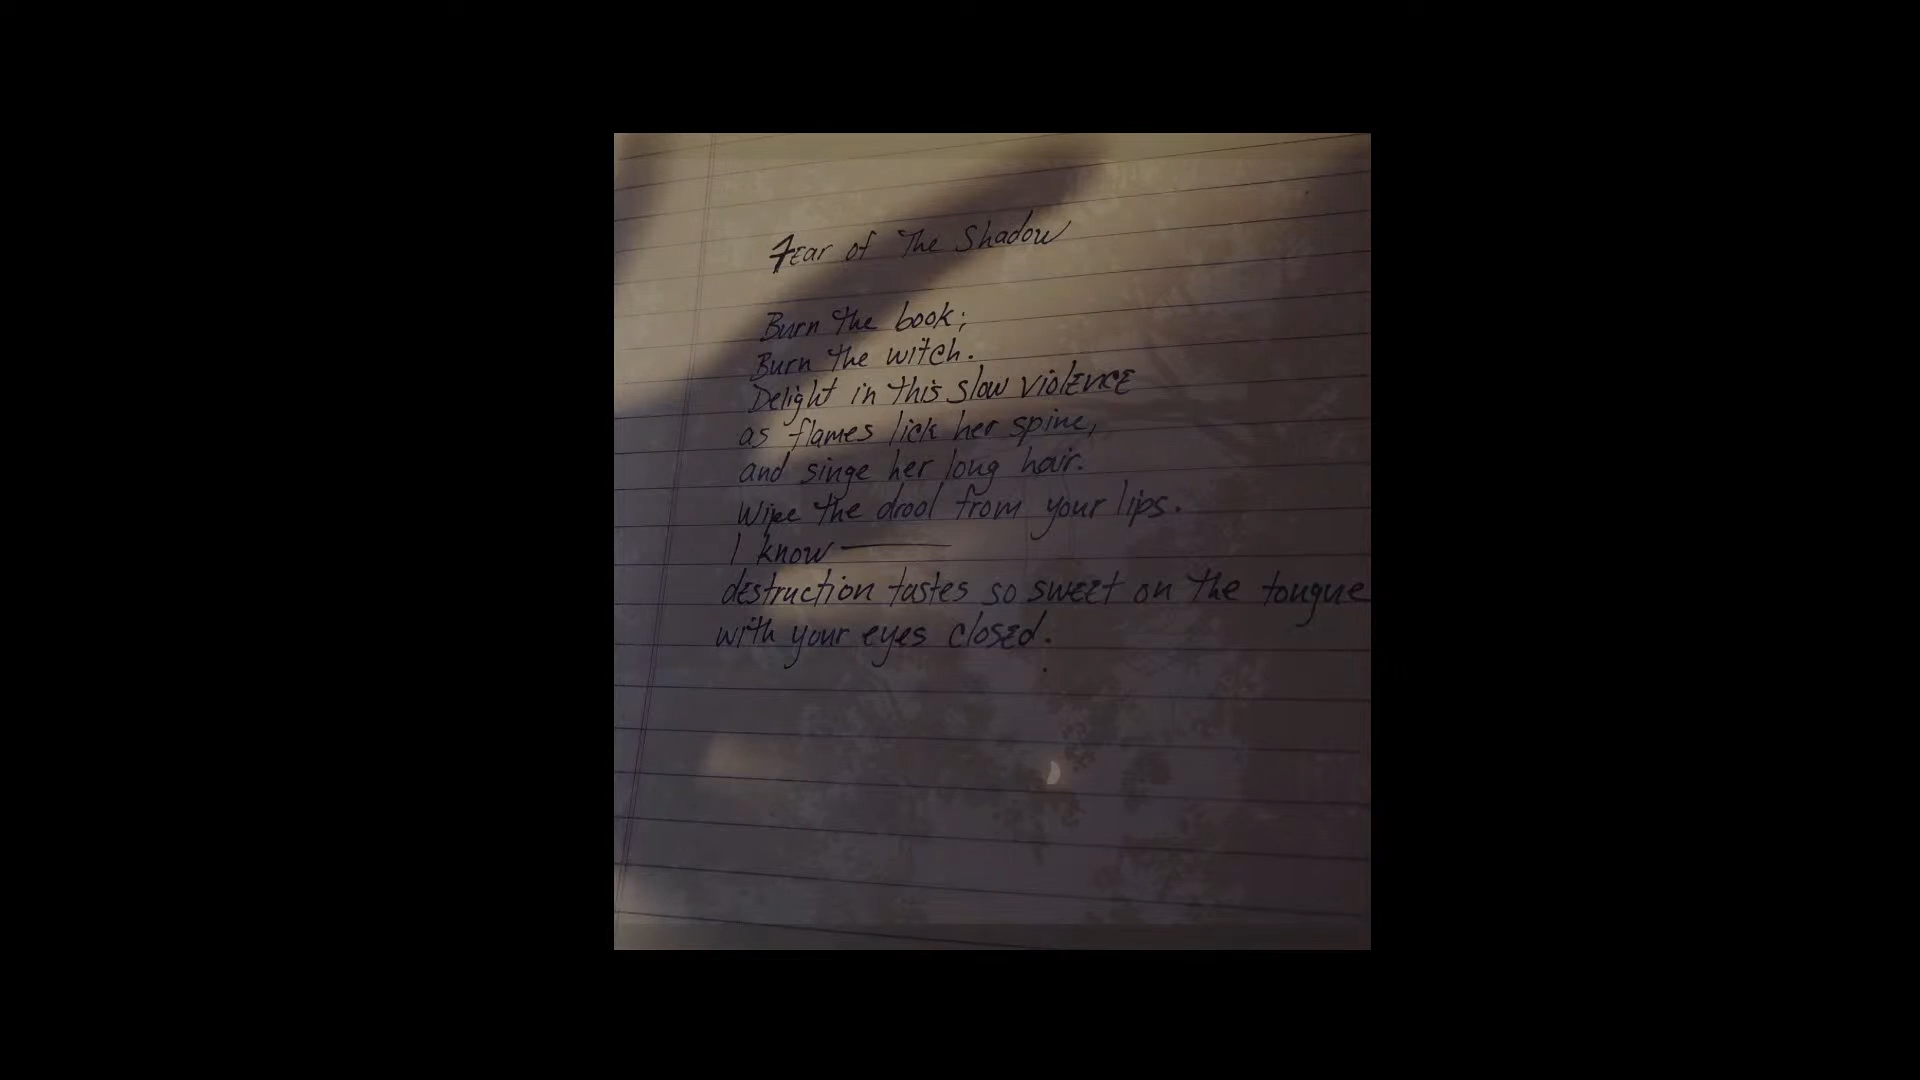 Fear of The Shadow
Burn the book;
Burn the witch.
Delight in this slow violence
as flames lick her spine,
and singe her long hair.
Wipe the drool from your lips.
I know ———
destruction tastes so sweet on the tongue
with your eyes closed.